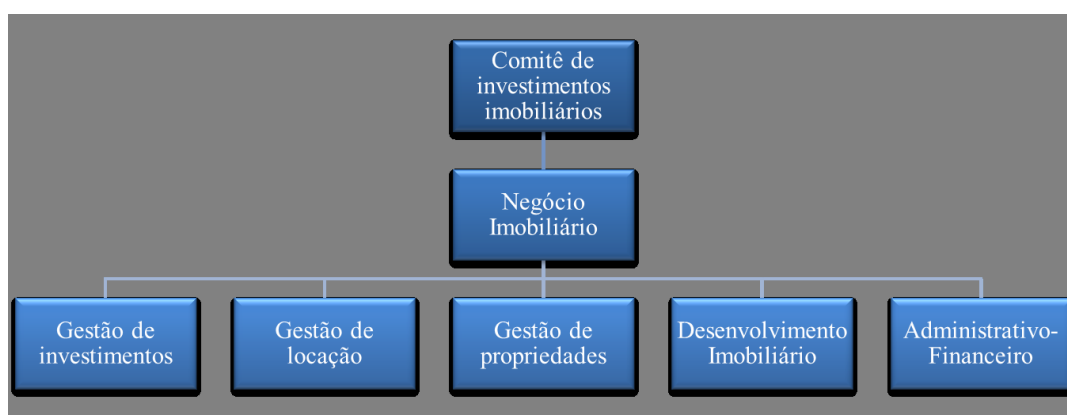 Comitê de
investimentos
imobiliários
Negócio
Imobiliário
Gestão de
investimentos
Gestão de
locação
Gestão de
propriedades
Desenvolvimento
Imobiliário
Administrativo-
Financeiro